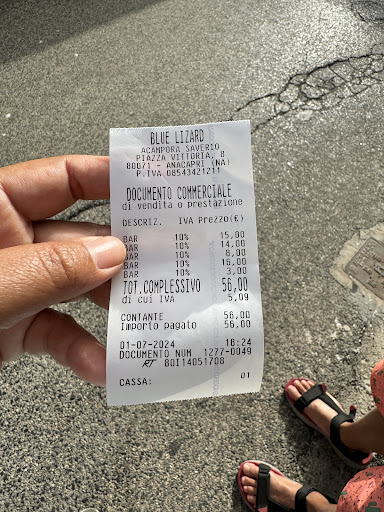 BLUE LIZARD
ACAMPORA SAVERIO
PIAZZA VITTORIA, 8
80071 - ANACAPRI (NA)
P.IVA 08543421211
DOCUMENTO COMMERCIALE
di vendita o prestazione
DESCRIZ. IVA Prezzo(€)
BAR 10% 15,00
BAR 10% 14,00
BAR 10% 8,00
BAR 10% 16,00
BAR 10% 3,00
TOT.COMPLESSIVO 56,00
di cui IVA 5,09
CONTANTE 56,00
Importo pagato 56,00
01-07-2024 18:24
DOCUMENTO NUM 1277-0049
RT 80I14051708
CASSA: 01